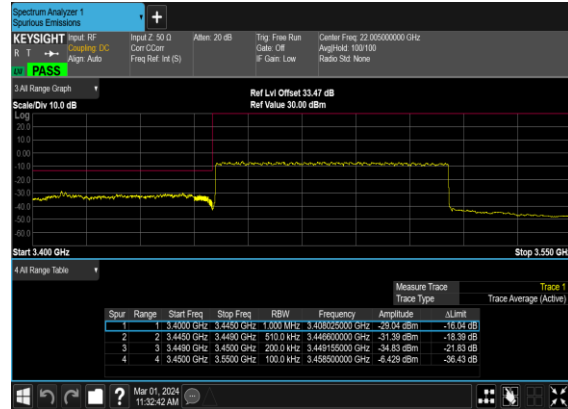 Spectrum Analyzer 1
Spurious Emissions
+
KEYSIGHT Input: RF Input Z: 50 Ω Atten: 20 dB Trig: Free Run Center Freq: 22.005000000 GHz
R T Coupling: DC Corr CCorr Gate: Off Avg|Hold: 100/100
Align: Auto Freq Ref: Int (S) IF Gain: Low Radio Std: None
PASS
3 All Range Graph
Ref Lvl Offset 33.47 dB
Scale/Div 10.0 dB Ref Value 30.00 dBm
Log
20.0
10.0
0.00
-10.0
-20.0
-30.0
-40.0
-50.0
-60.0
Start 3.400 GHz Stop 3.550 GHz
4 All Range Table
Measure Trace Trace 1
Trace Type Trace Average (Active)
Spur Range Start Freq Stop Freq RBW Frequency Amplitude ΔLimit
1 1 3.4000 GHz 3.4450 GHz 1.000 MHz 3.408025000 GHz -29.04 dBm -16.04 dB
2 2 3.4450 GHz 3.4490 GHz 510.0 kHz 3.446600000 GHz -31.39 dBm -18.39 dB
3 3 3.4490 GHz 3.4500 GHz 200.0 kHz 3.449155000 GHz -34.83 dBm -21.83 dB
4 4 3.4500 GHz 3.5500 GHz 100.0 kHz 3.458500000 GHz -6.429 dBm -36.43 dB
? Mar 01, 2024
11:32:42 AM